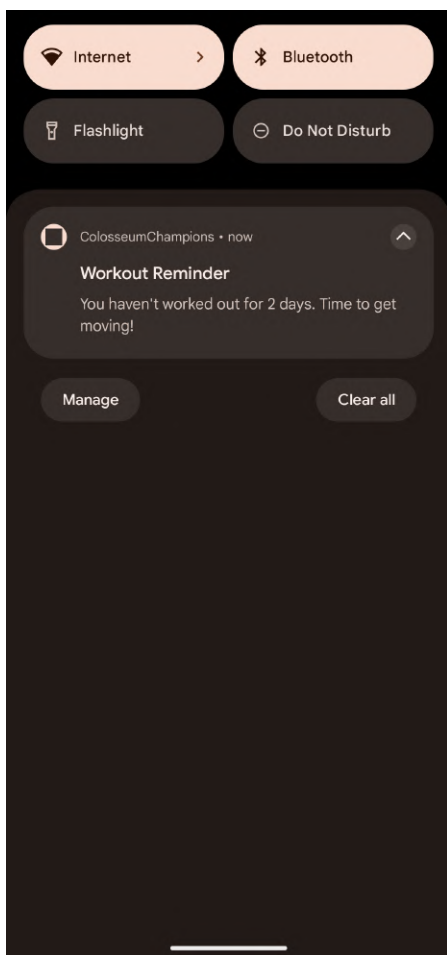 Internet
Bluetooth
Flashlight
Do Not Disturb
ColosseumChampions • now
Workout Reminder
You haven't worked out for 2 days. Time to get
moving!
Manage
Clear all